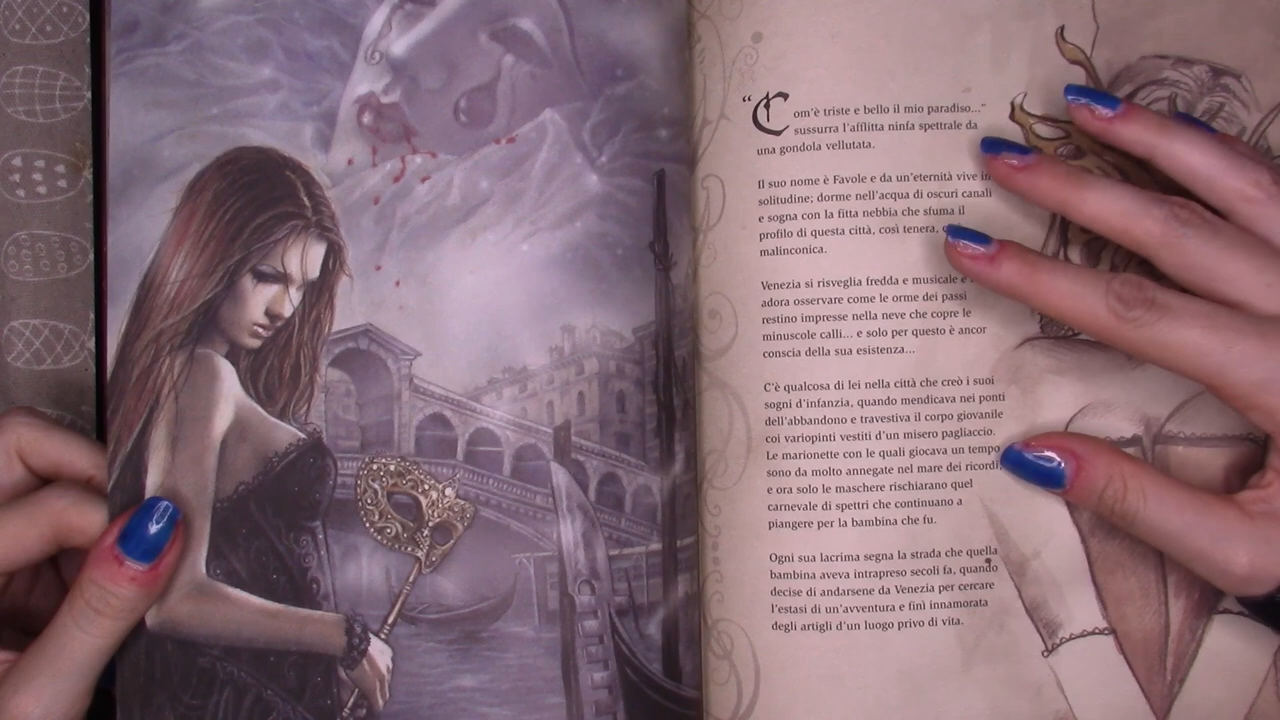 “Com’è triste e bello il mio paradiso...”
sussurra l’afflitta ninfa spettrale da
una gondola vellutata.
Il suo nome è Favole e da un’eternità vive in
solitudine; dorme nell’acqua di oscuri canali
e sogna con la fitta nebbia che sfuma il
profilo di questa città, così tenera,
malinconica.
Venezia si risveglia fredda e musicale e
adora osservare come le orme dei passi
restino impresse nella neve che copre le
minuscole calli... e solo per questo è ancor
conscia della sua esistenza...
C’è qualcosa di lei nella città che creò i suoi
sogni d’infanzia, quando mendicava nei ponti
dell’abbandono e travestiva il corpo giovanile
coi variopinti vestiti d’un misero pagliaccio.
Le marionette con le quali giocava un tempo
sono da molto annegate nel mare dei ricordi,
e ora solo le maschere rischiarano quel
carnevale di spettri che continuano a
piangere per la bambina che fu.
Ogni sua lacrima segna la strada che quella
bambina aveva intrapreso secoli fa, quando
decise di andarsene da Venezia per cercare
l’estasi di un’avventura e finì innamorata
degli artigli d’un luogo privo di vita.